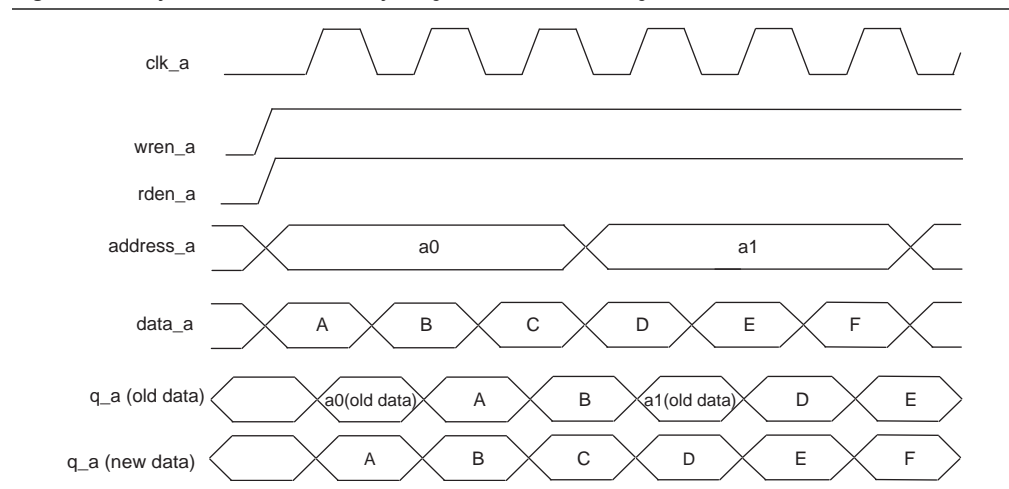 clk_a
wren_a
rden_a
address_a a0 a1
data_a A B C D E F
q_a (old data) a0(old data) A B a1(old data) D E
q_a (new data) A B C D E F